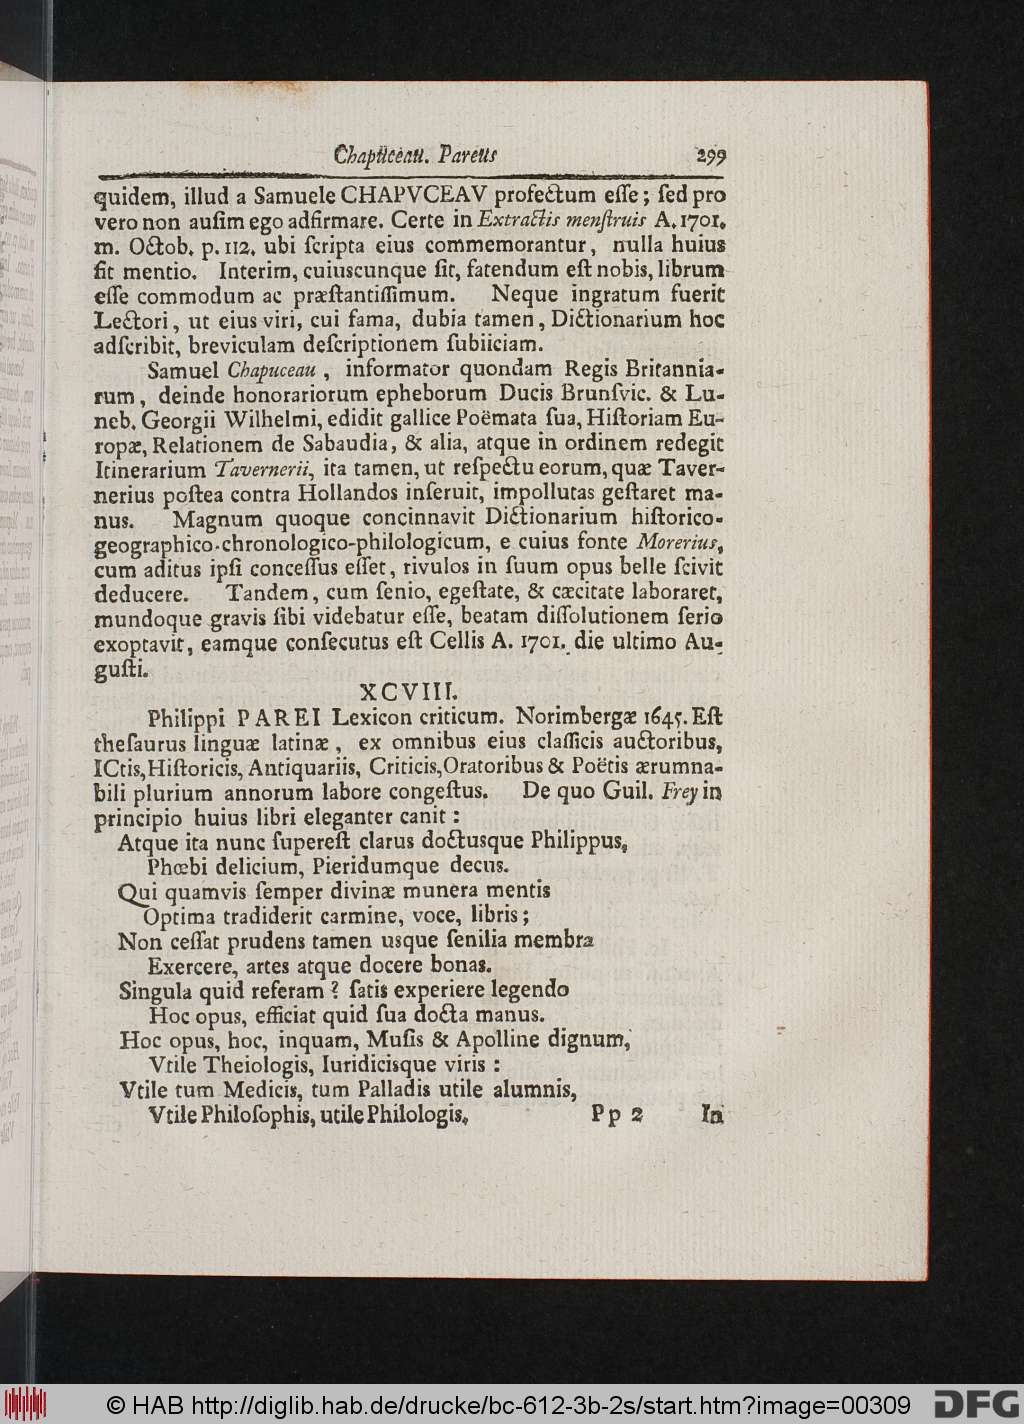 Chapuceau. Pareus 299
quidem, illud a Samuele CHAPVCEAV profectum eſſe; ſed pro
vero non auſim ego adfirmare. Certe in Extractis menſtruis A. 1701.
m. Octob. p. 112. ubi ſcripta eius commemorantur, nulla huius
ſit mentio. Interim, cuiuscunque ſit, fatendum eſt nobis, librum
eſſe commodum ac præſtantiſſimum. Neque ingratum fuerit
Lectori, ut eius viri, cui fama, dubia tamen, Dictionarium hoc
adſcribit, breviculam deſcriptionem ſubiiciam.
Samuel Chapuceau, informator quondam Regis Britannia-
rum, deinde honorariorum epheborum Ducis Brunſvic. & Lu-
neb. Georgii Wilhelmi, edidit gallice Poëmata ſua, Hiſtoriam Eu-
ropæ, Relationem de Sabaudia, & alia, atque in ordinem redegit
Itinerarium Tavernerii, ita tamen, ut reſpectu eorum, quæ Taver-
nerius poſtea contra Hollandos inſeruit, impollutas geſtaret ma-
nus. Magnum quoque concinnavit Dictionarium hiſtorico-
geographico-chronologico-philologicum, e cuius fonte Morerius,
cum aditus ipſi conceſſus eſſet, rivulos in ſuum opus belle ſcivit
deducere. Tandem, cum ſenio, egeſtate, & cæcitate laboraret,
mundoque gravis ſibi videbatur eſſe, beatam diſſolutionem ſerio
exoptavit, eamque conſecutus eſt Cellis A. 1701. die ultimo Au-
guſti.
XCVIII.
Philippi PAREI Lexicon criticum. Norimbergæ 1645. Eſt
theſaurus linguæ latinæ, ex omnibus eius claſſicis auctoribus,
ICtis, Hiſtoricis, Antiquariis, Criticis, Oratoribus & Poëtis ærumna-
bili plurium annorum labore congeſtus. De quo Guil. Frey in
principio huius libri eleganter canit:
Atque ita nunc ſupereſt clarus doctusque Philippus,
Phœbi delicium, Pieridumque decus.
Qui quamvis ſemper divinæ munera mentis
Optima tradiderit carmine, voce, libris;
Non ceſſat prudens tamen usque ſenilia membra
Exercere, artes atque docere bonas.
Singula quid referam? ſatis experiere legendo
Hoc opus, efficiat quid ſua docta manus.
Hoc opus, hoc, inquam, Muſis & Apolline dignum,
Vtile Theiologis, Iuridicisque viris:
Vtile tum Medicis, tum Palladis utile alumnis,
Vtile Philoſophis, utile Philologis.
Pp 2 In
© HAB http://diglib.hab.de/drucke/bc-612-3b-2s/start.htm?image=00309
DFG